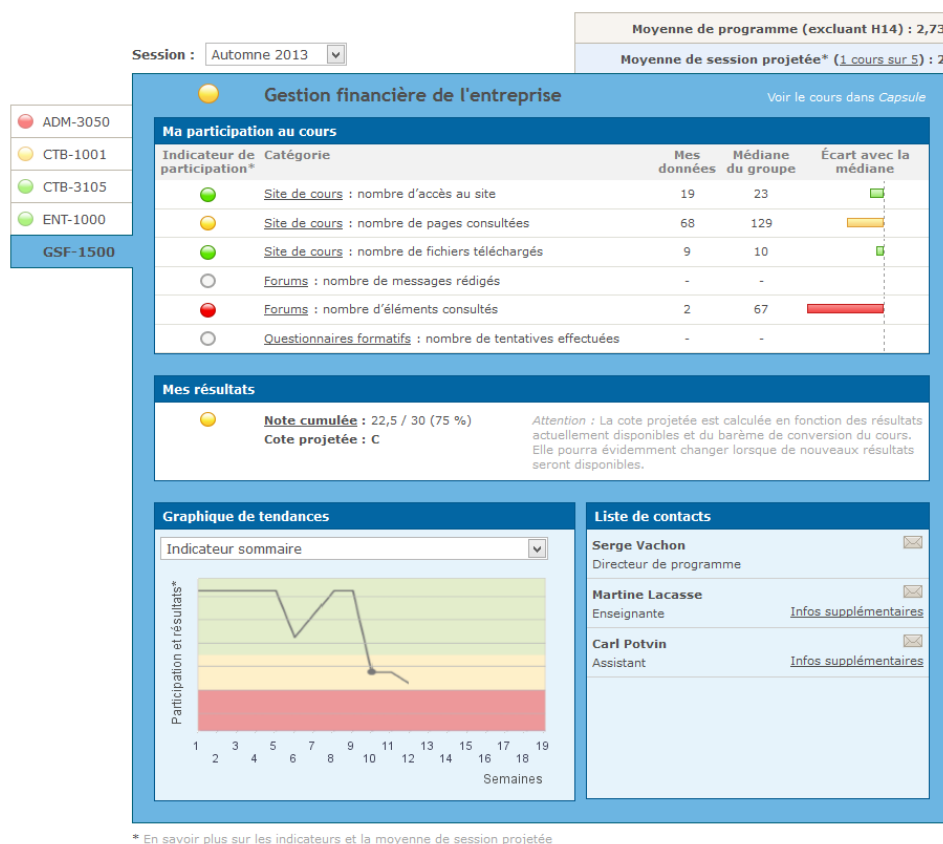 Moyenne de programme (excluant H14) : 2,73
Session : Automne 2013
Moyenne de session projetée* (1 cours sur 5) : 2
Gestion financière de l'entreprise
Voir le cours dans Capsule
ADM-3050
CTB-1001
CTB-3105
ENT-1000
GSF-1500
Ma participation au cours
Indicateur de participation*
Catégorie
Mes données
Médiane du groupe
Écart avec la médiane
Site de cours : nombre d'accès au site 19 23
Site de cours : nombre de pages consultées 68 129
Site de cours : nombre de fichiers téléchargés 9 10
Forums : nombre de messages rédigés - -
Forums : nombre d'éléments consultés 2 67
Questionnaires formatifs : nombre de tentatives effectuées - -
Mes résultats
Note cumulée : 22,5 / 30 (75 %)
Cote projetée : C
Attention : La cote projetée est calculée en fonction des résultats
actuellement disponibles et du barème de conversion du cours.
Elle pourra évidemment changer lorsque de nouveaux résultats
seront disponibles.
Graphique de tendances
Indicateur sommaire
Participation et résultats*
1 3 5 7 9 11 13 15 17 19
2 4 6 8 10 12 14 16 18
Semaines
Liste de contacts
Serge Vachon
Directeur de programme
Martine Lacasse
Enseignante Infos supplémentaires
Carl Potvin
Assistant Infos supplémentaires
* En savoir plus sur les indicateurs et la moyenne de session projetée